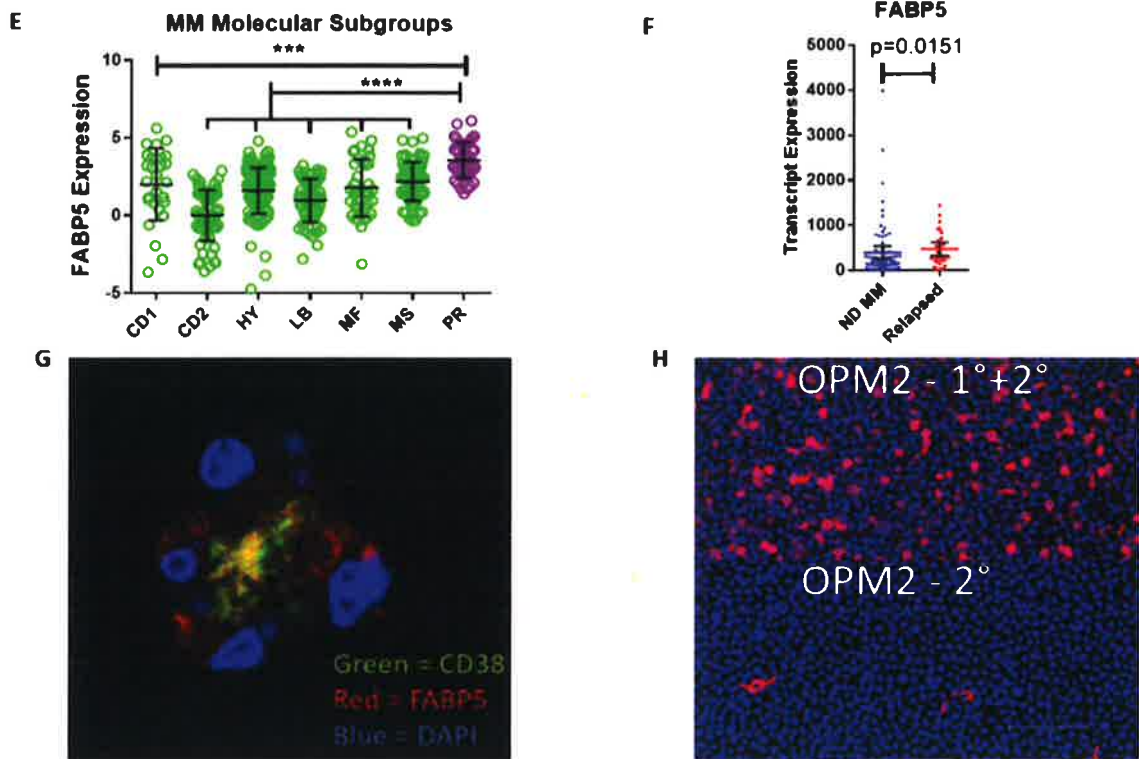 E
MM Molecular Subgroups
***
****
FABP5 Expression
10
5
0
-5
CD1
CD2
HY
LB
MF
MS
PR
F
FABP5
p=0.0151
Transcript Expression
5000
4000
3000
2000
1000
0
ND MM
Relapsed
G
Green = CD38
Red = FABP5
Blue = DAPI
H
OPM2 - 1°+2°
OPM2 - 2°